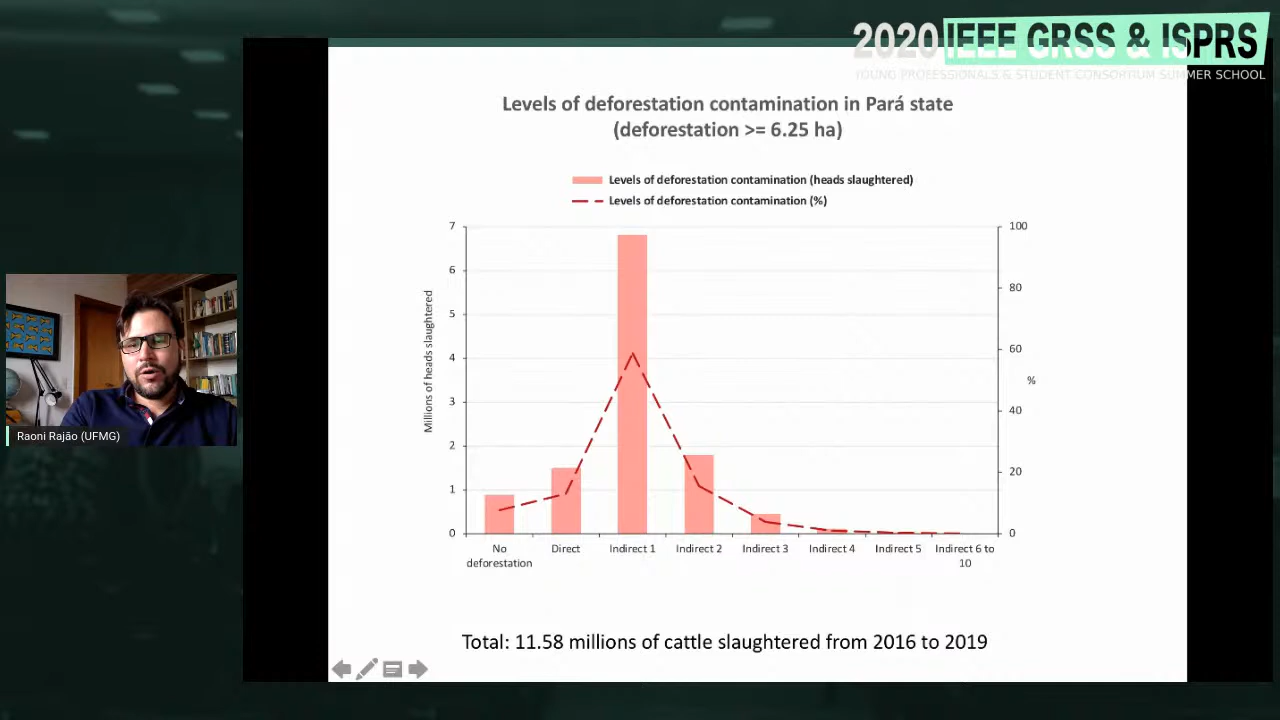 2020 IEEE GRSS & ISPRS
YOUNG PROFESSIONALS & STUDENT CONSORTIUM SUMMER SCHOOL
Levels of deforestation contamination in Pará state
(deforestation >= 6.25 ha)
Levels of deforestation contamination (heads slaughtered)
Levels of deforestation contamination (%)
7
6
5
4
3
2
1
0
Millions of heads slaughtered
100
80
60
40
20
0
%
No deforestation
Direct
Indirect 1
Indirect 2
Indirect 3
Indirect 4
Indirect 5
Indirect 6 to 10
Total: 11.58 millions of cattle slaughtered from 2016 to 2019
Raoni Rajão (UFMG)